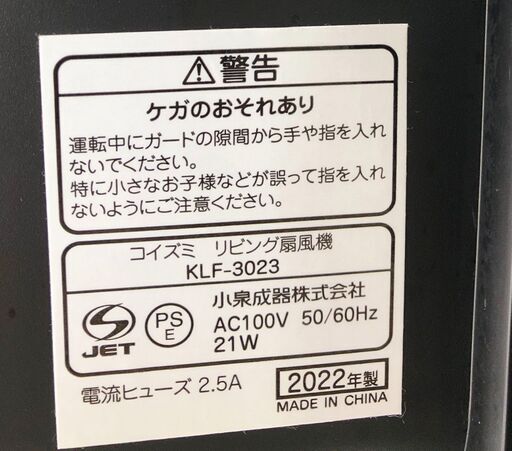 警告
ケガのおそれあり
運転中にガードの隙間から手や指を入れ
ないでください。
特に小さなお子様などが誤って指を入れ
ないようにご注意ください。
コイズミ リビング扇風機
KLF-3023
小泉成器株式会社
JET
PS
E
AC100V 50/60Hz
21W
電流ヒューズ 2.5A
2022年製
MADE IN CHINA